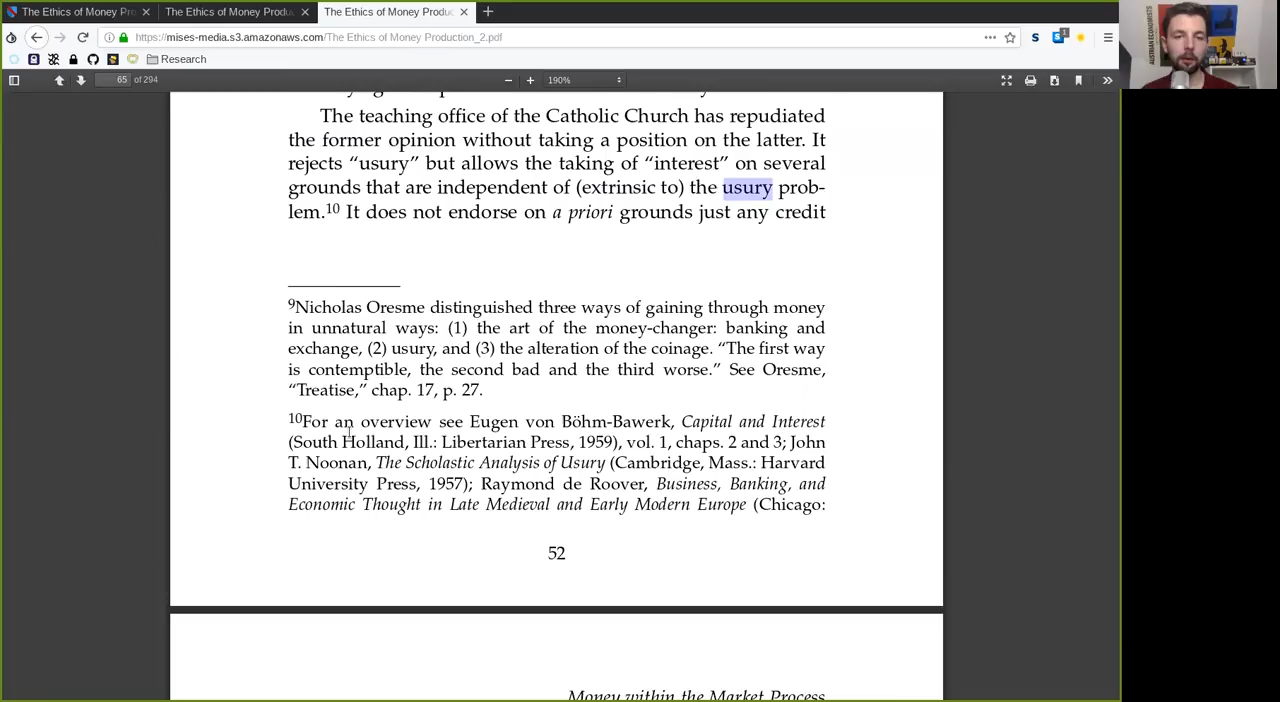 The Ethics of Money Pro
The Ethics of Money Produ
The Ethics of Money Produc
https://mises-media.s3.amazonaws.com/The Ethics of Money Production_2.pdf
Research
65 of 294
190%
The teaching office of the Catholic Church has repudiated
the former opinion without taking a position on the latter. It
rejects “usury” but allows the taking of “interest” on several
grounds that are independent of (extrinsic to) the usury prob-
lem.10 It does not endorse on a priori grounds just any credit
9Nicholas Oresme distinguished three ways of gaining through money
in unnatural ways: (1) the art of the money-changer: banking and
exchange, (2) usury, and (3) the alteration of the coinage. “The first way
is contemptible, the second bad and the third worse.” See Oresme,
“Treatise,” chap. 17, p. 27.
10For an overview see Eugen von Böhm-Bawerk, Capital and Interest
(South Holland, Ill.: Libertarian Press, 1959), vol. 1, chaps. 2 and 3; John
T. Noonan, The Scholastic Analysis of Usury (Cambridge, Mass.: Harvard
University Press, 1957); Raymond de Roover, Business, Banking, and
Economic Thought in Late Medieval and Early Modern Europe (Chicago:
52
Money within the Market Process
AUSTRIAN ECONOMISTS